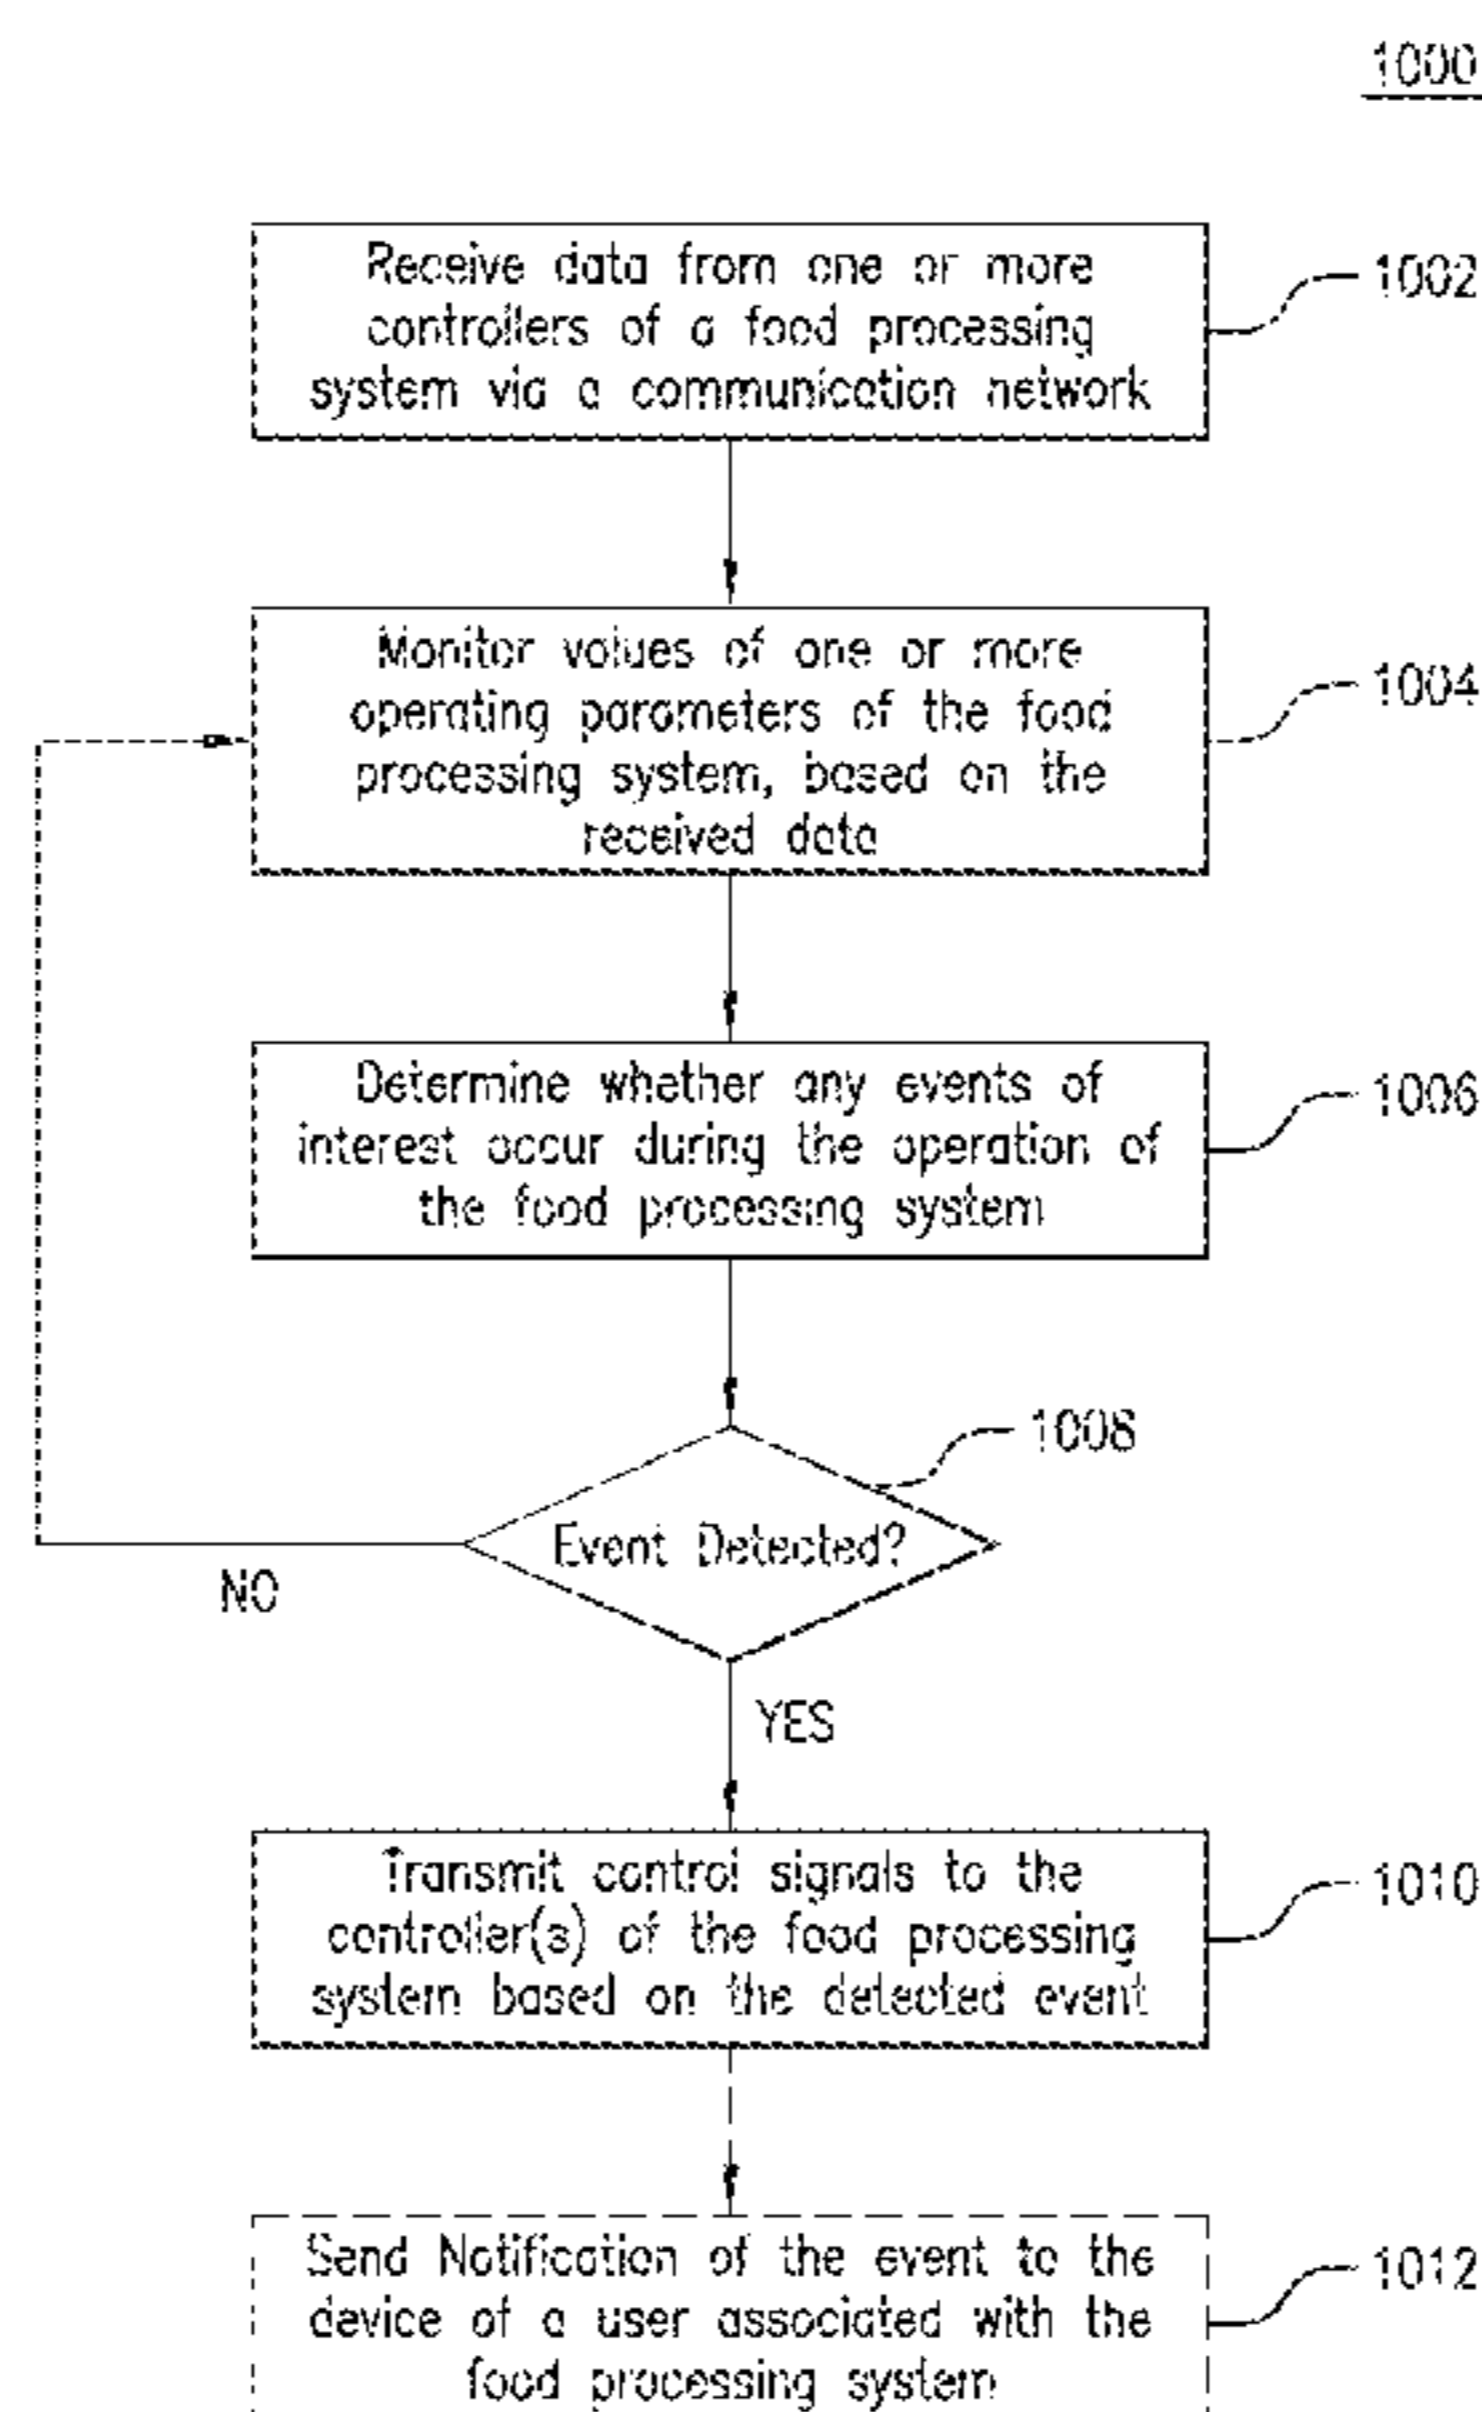 1000
Receive data from one or more
controllers of a food processing
system via a communication network
1002
Monitor values of one or more
operating parameters of the food
processing system, based on the
received data
1004
Determine whether any events of
interest occur during the operation of
the food processing system
1006
1008
Event Detected?
NO
YES
Transmit control signals to the
controller(s) of the food processing
system based on the detected event
1010
Send Notification of the event to the
device of a user associated with the
food processing system
1012